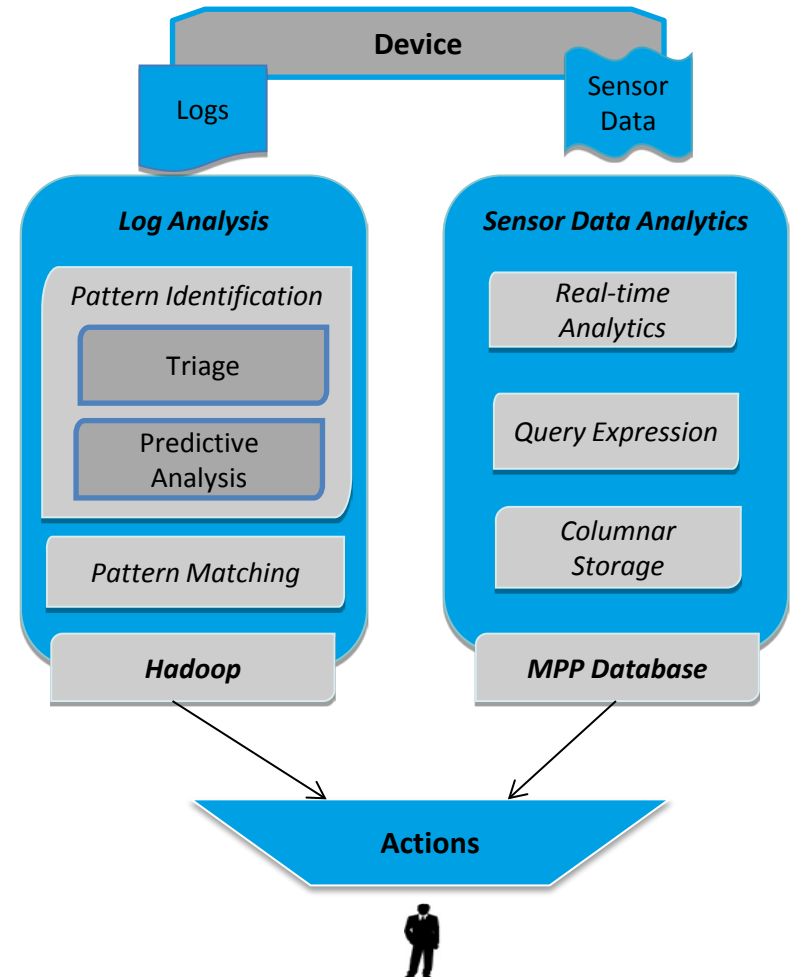 Device
Logs
Sensor
Data
Log Analysis
Pattern Identification
Triage
Predictive
Analysis
Pattern Matching
Hadoop
Sensor Data Analytics
Real-time
Analytics
Query Expression
Columnar
Storage
MPP Database
Actions